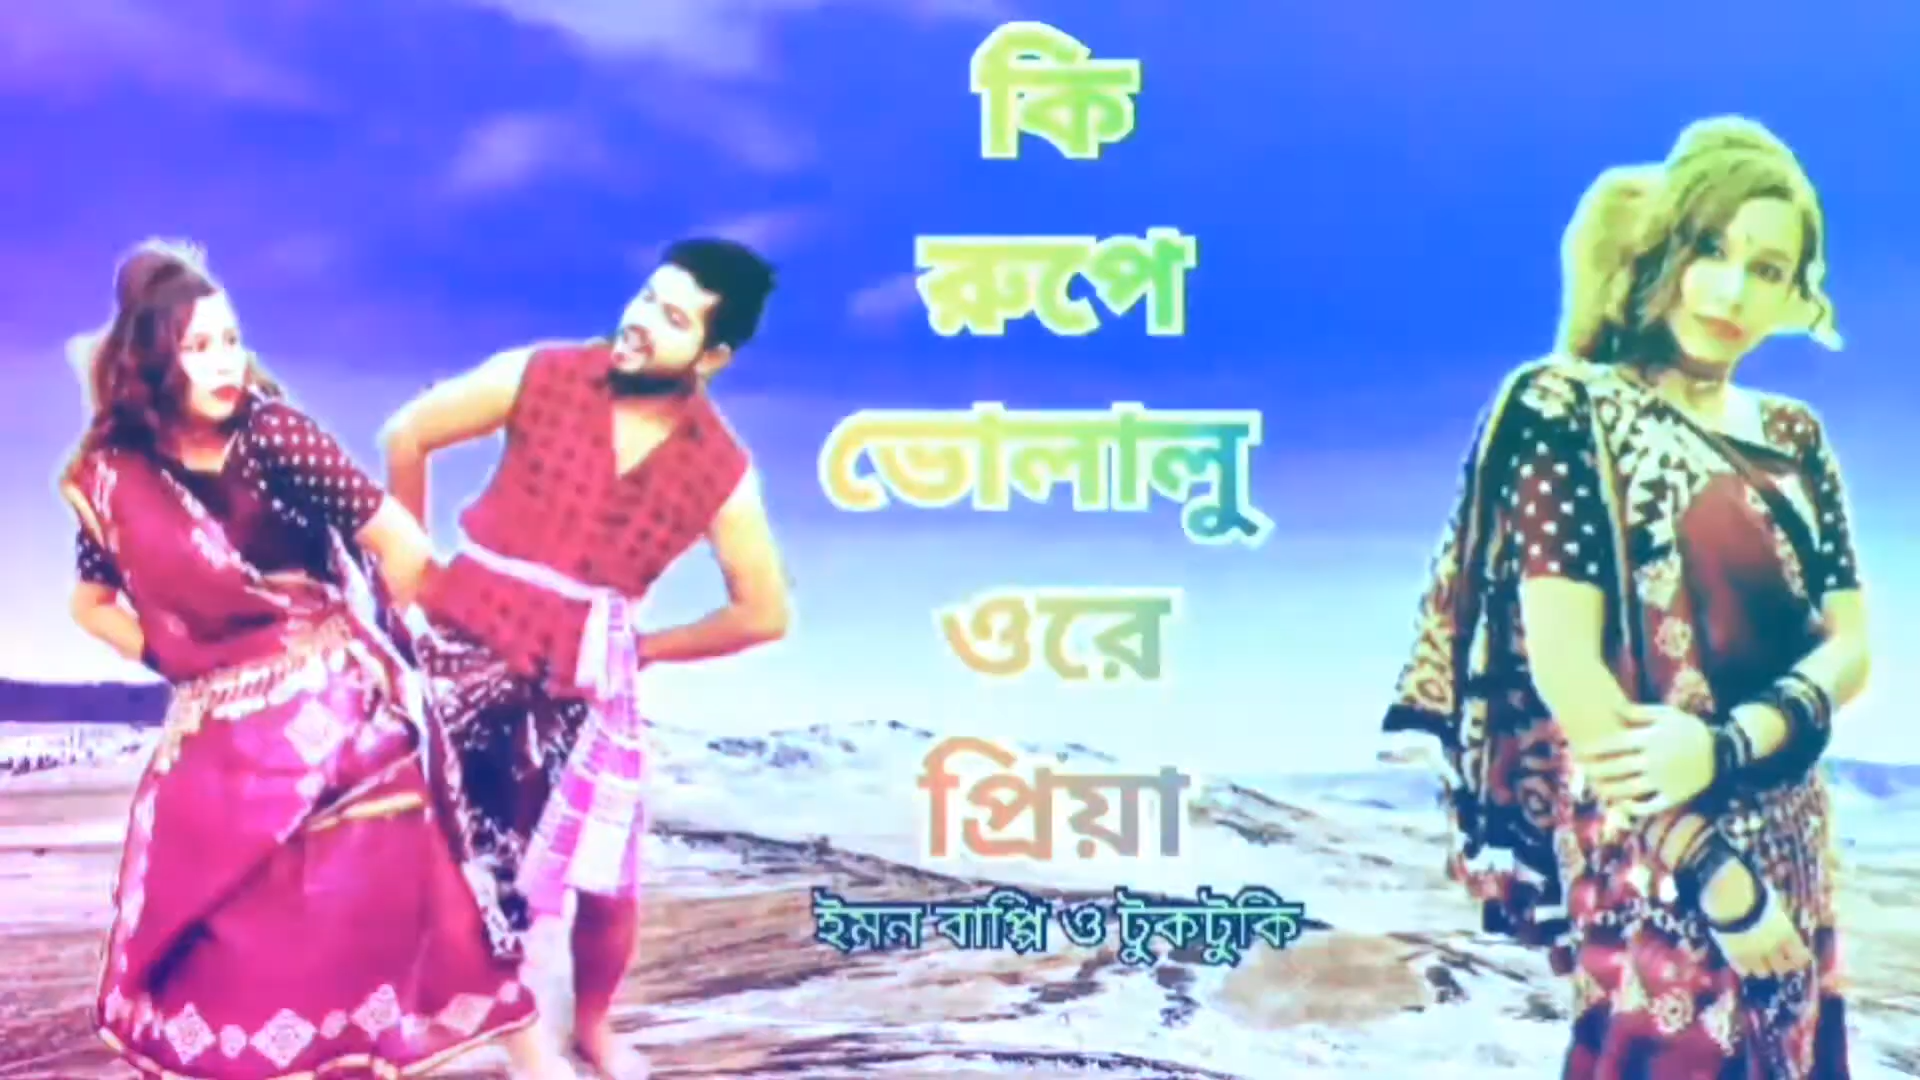 কি
রুপে
ভোলালু
ওরে
প্রিয়া
ইমন বাপ্পি ও টুকটুকি